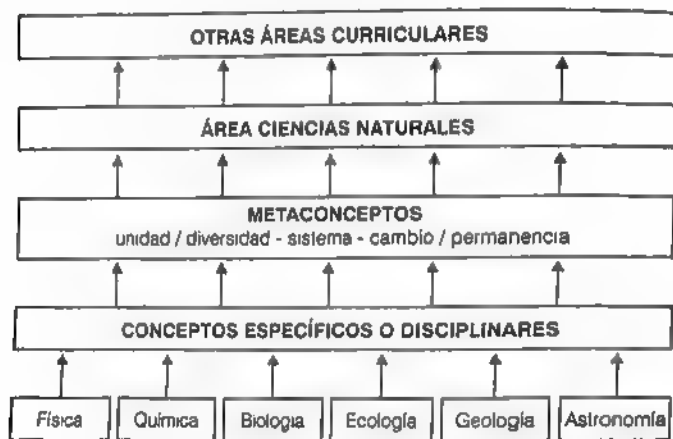 OTRAS ÁREAS CURRICULARES
ÁREA CIENCIAS NATURALES
METACONCEPTOS
unidad / diversidad - sistema - cambio / permanencia
CONCEPTOS ESPECÍFICOS O DISCIPLINARES
Física Química Biología Ecología Geología Astronomía